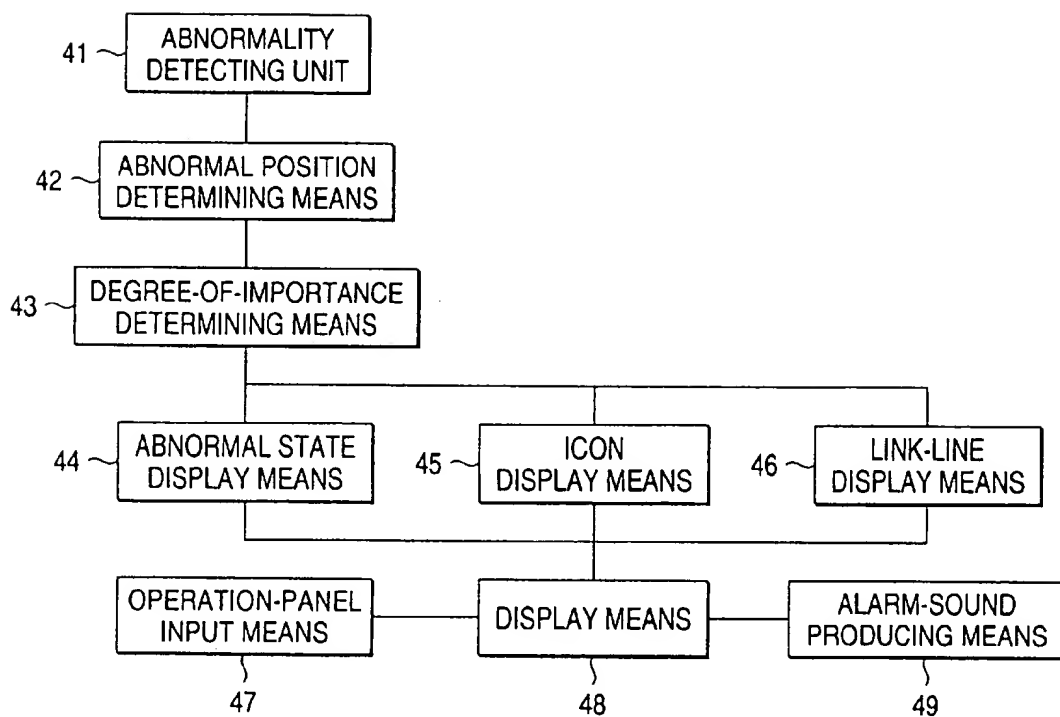 41
ABNORMALITY
DETECTING UNIT
42
ABNORMAL POSITION
DETERMINING MEANS
43
DEGREE-OF-IMPORTANCE
DETERMINING MEANS
44
ABNORMAL STATE
DISPLAY MEANS
45
ICON
DISPLAY MEANS
46
LINK-LINE
DISPLAY MEANS
OPERATION-PANEL
INPUT MEANS
DISPLAY MEANS
ALARM-SOUND
PRODUCING MEANS
47
48
49